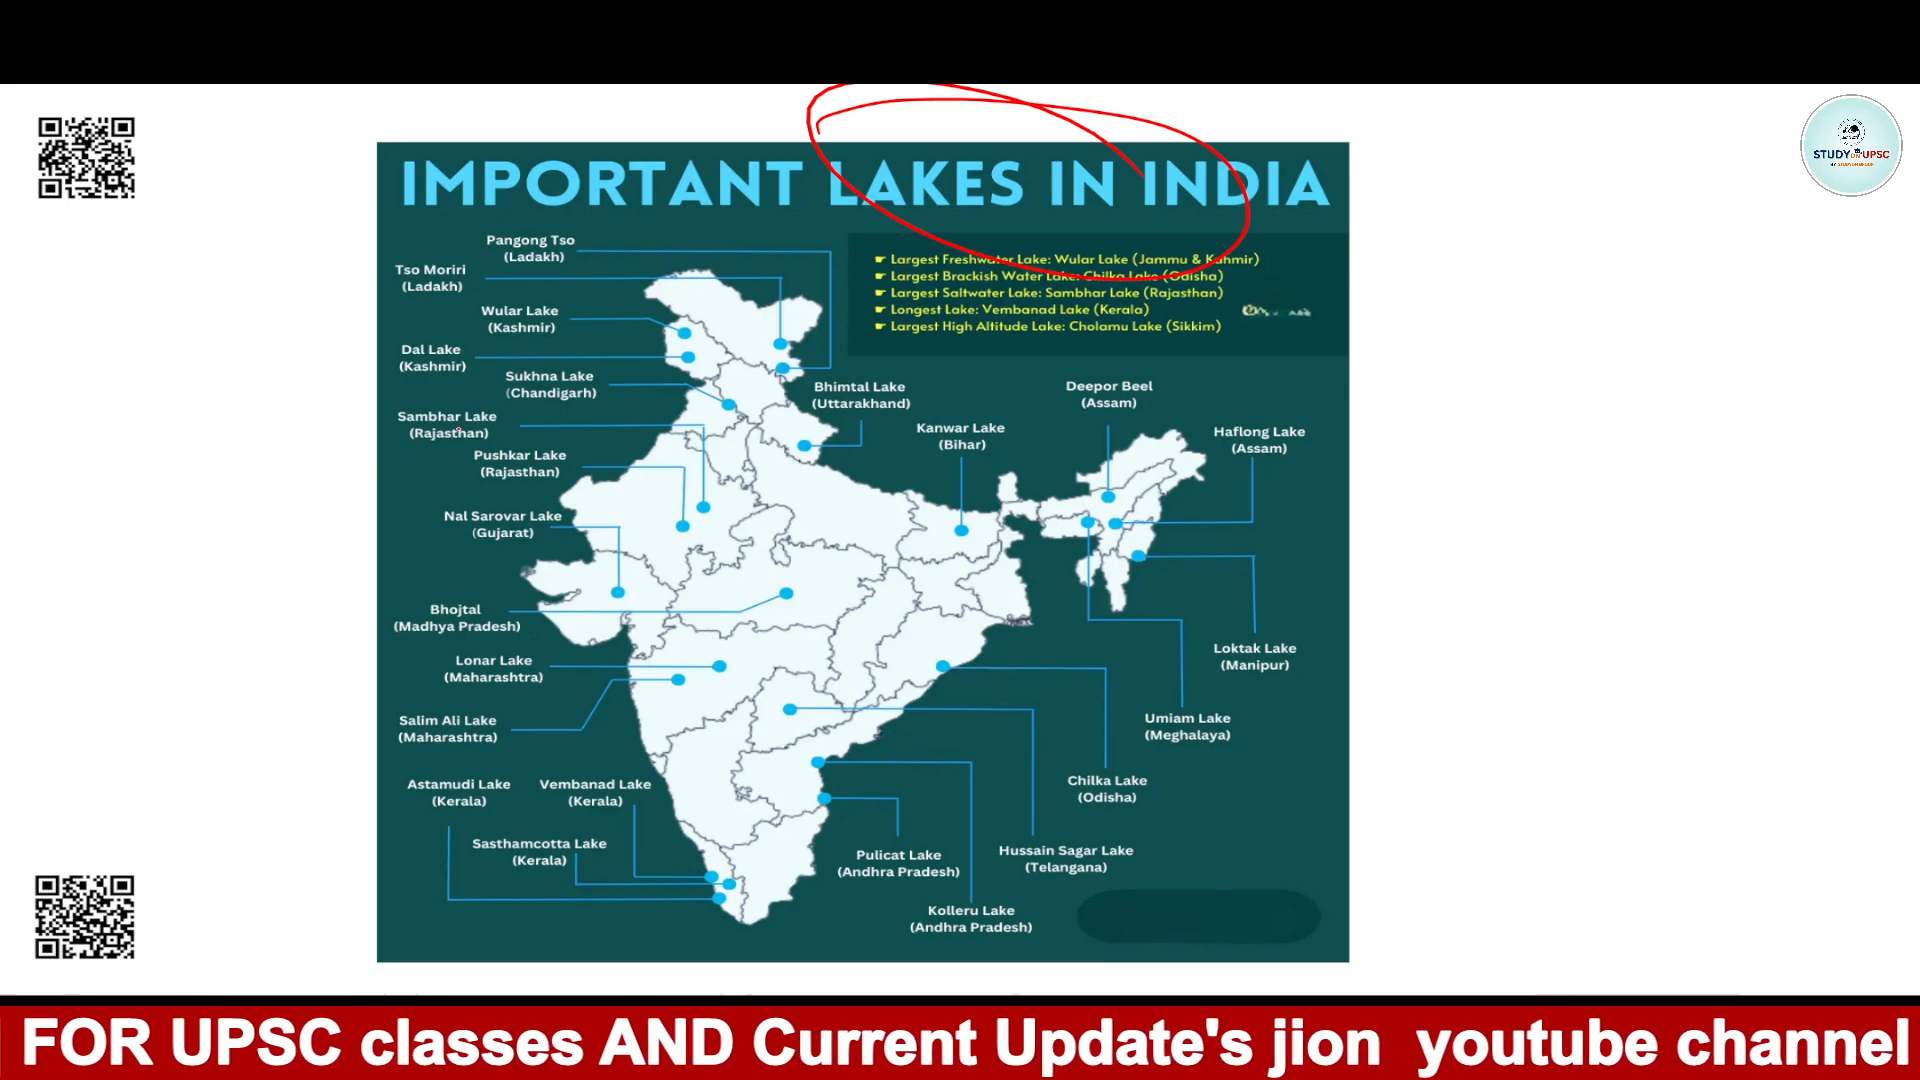 STUDY ON UPSC
IMPORTANT LAKES IN INDIA
☛ Largest Freshwater Lake: Wular Lake (Jammu & Kahmir)
☛ Largest Brackish Water Lake: Chilka Lake (Odisha)
☛ Largest Saltwater Lake: Sambhar Lake (Rajasthan)
☛ Longest Lake: Vembanad Lake (Kerala)
☛ Largest High Altitude Lake: Cholamu Lake (Sikkim)
Pangong Tso
(Ladakh)
Tso Moriri
(Ladakh)
Wular Lake
(Kashmir)
Dal Lake
(Kashmir)
Sukhna Lake
(Chandigarh)
Sambhar Lake
(Rajasthan)
Pushkar Lake
(Rajasthan)
Nal Sarovar Lake
(Gujarat)
Bhojtal
(Madhya Pradesh)
Lonar Lake
(Maharashtra)
Salim Ali Lake
(Maharashtra)
Astamudi Lake
(Kerala)
Vembanad Lake
(Kerala)
Sasthamcotta Lake
(Kerala)
Bhimtal Lake
(Uttarakhand)
Kanwar Lake
(Bihar)
Deepor Beel
(Assam)
Haflong Lake
(Assam)
Loktak Lake
(Manipur)
Umiam Lake
(Meghalaya)
Chilka Lake
(Odisha)
Hussain Sagar Lake
(Telangana)
Pulicat Lake
(Andhra Pradesh)
Kolleru Lake
(Andhra Pradesh)
FOR UPSC classes AND Current Update's jion youtube channel